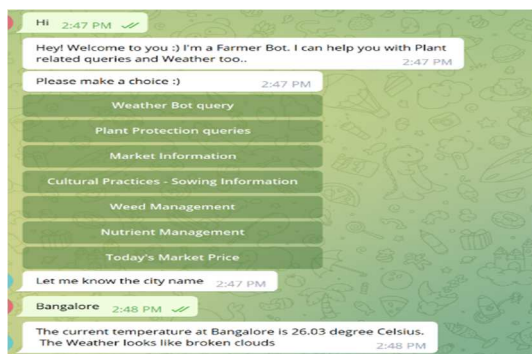 Hi 2:47 PM
Hey! Welcome to you :) I'm a Farmer Bot. I can help you with Plant
related queries and Weather too..
2:47 PM
Please make a choice :) 2:47 PM
Weather Bot query
Plant Protection queries
Market Information
Cultural Practices - Sowing Information
Weed Management
Nutrient Management
Today's Market Price
Let me know the city name 2:47 PM
Bangalore 2:48 PM
The current temperature at Bangalore is 26.03 degree Celsius.
The Weather looks like broken clouds 2:48 PM